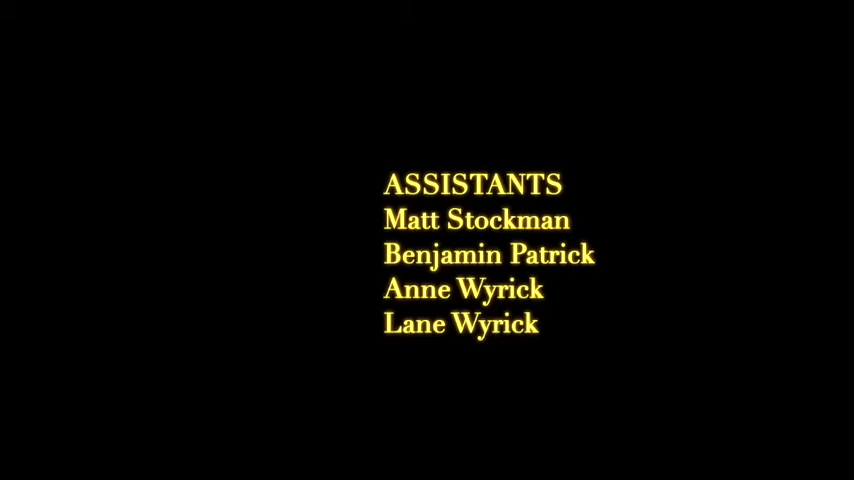 ASSISTANTS
Matt Stockman
Benjamin Patrick
Anne Wyrick
Lane Wyrick